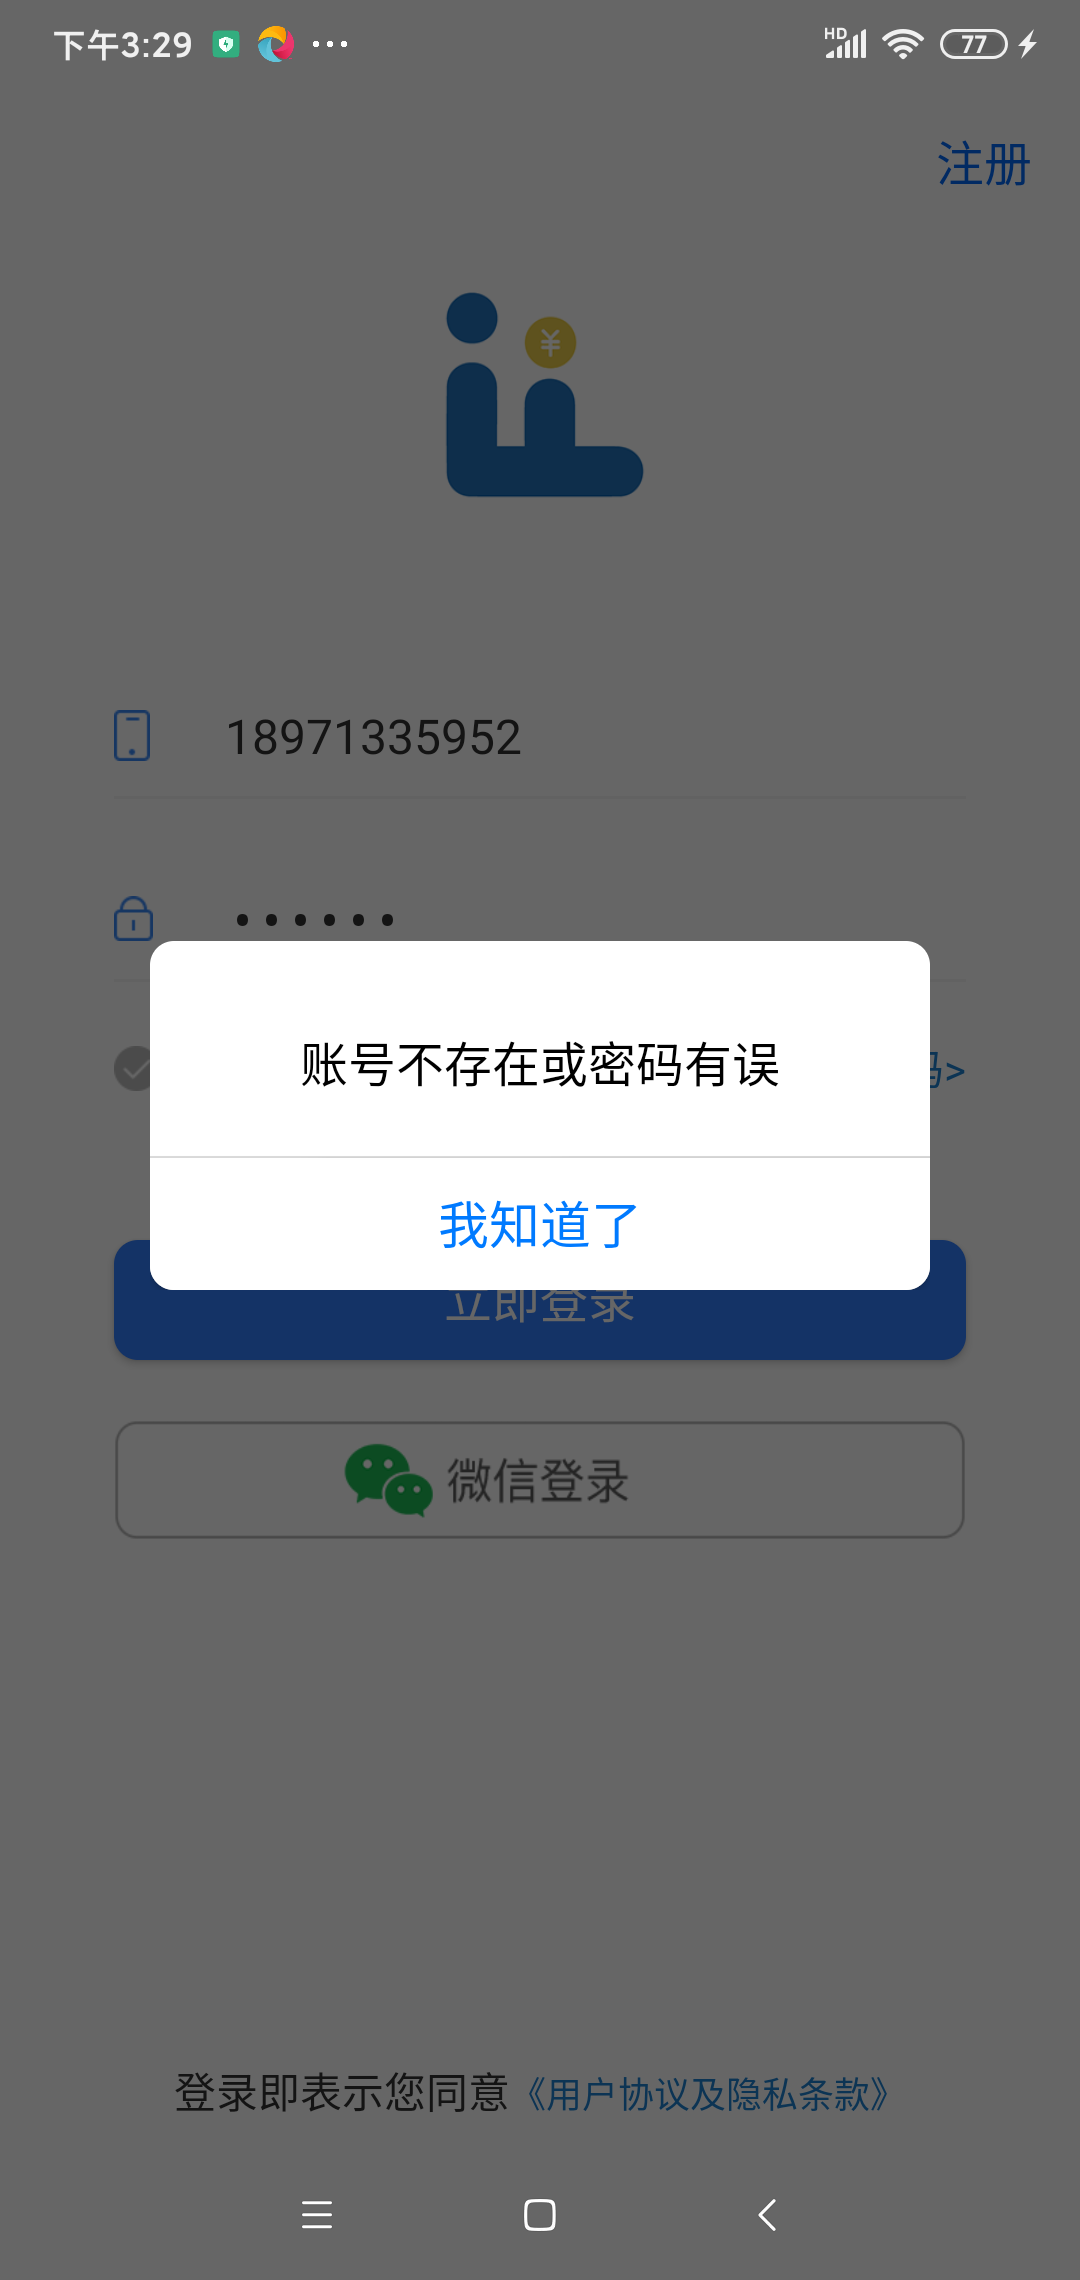 下午3:29
HD
77
注册
¥
18971335952
••••••
码>
账号不存在或密码有误
我知道了
立即登录
微信登录
登录即表示您同意《用户协议及隐私条款》